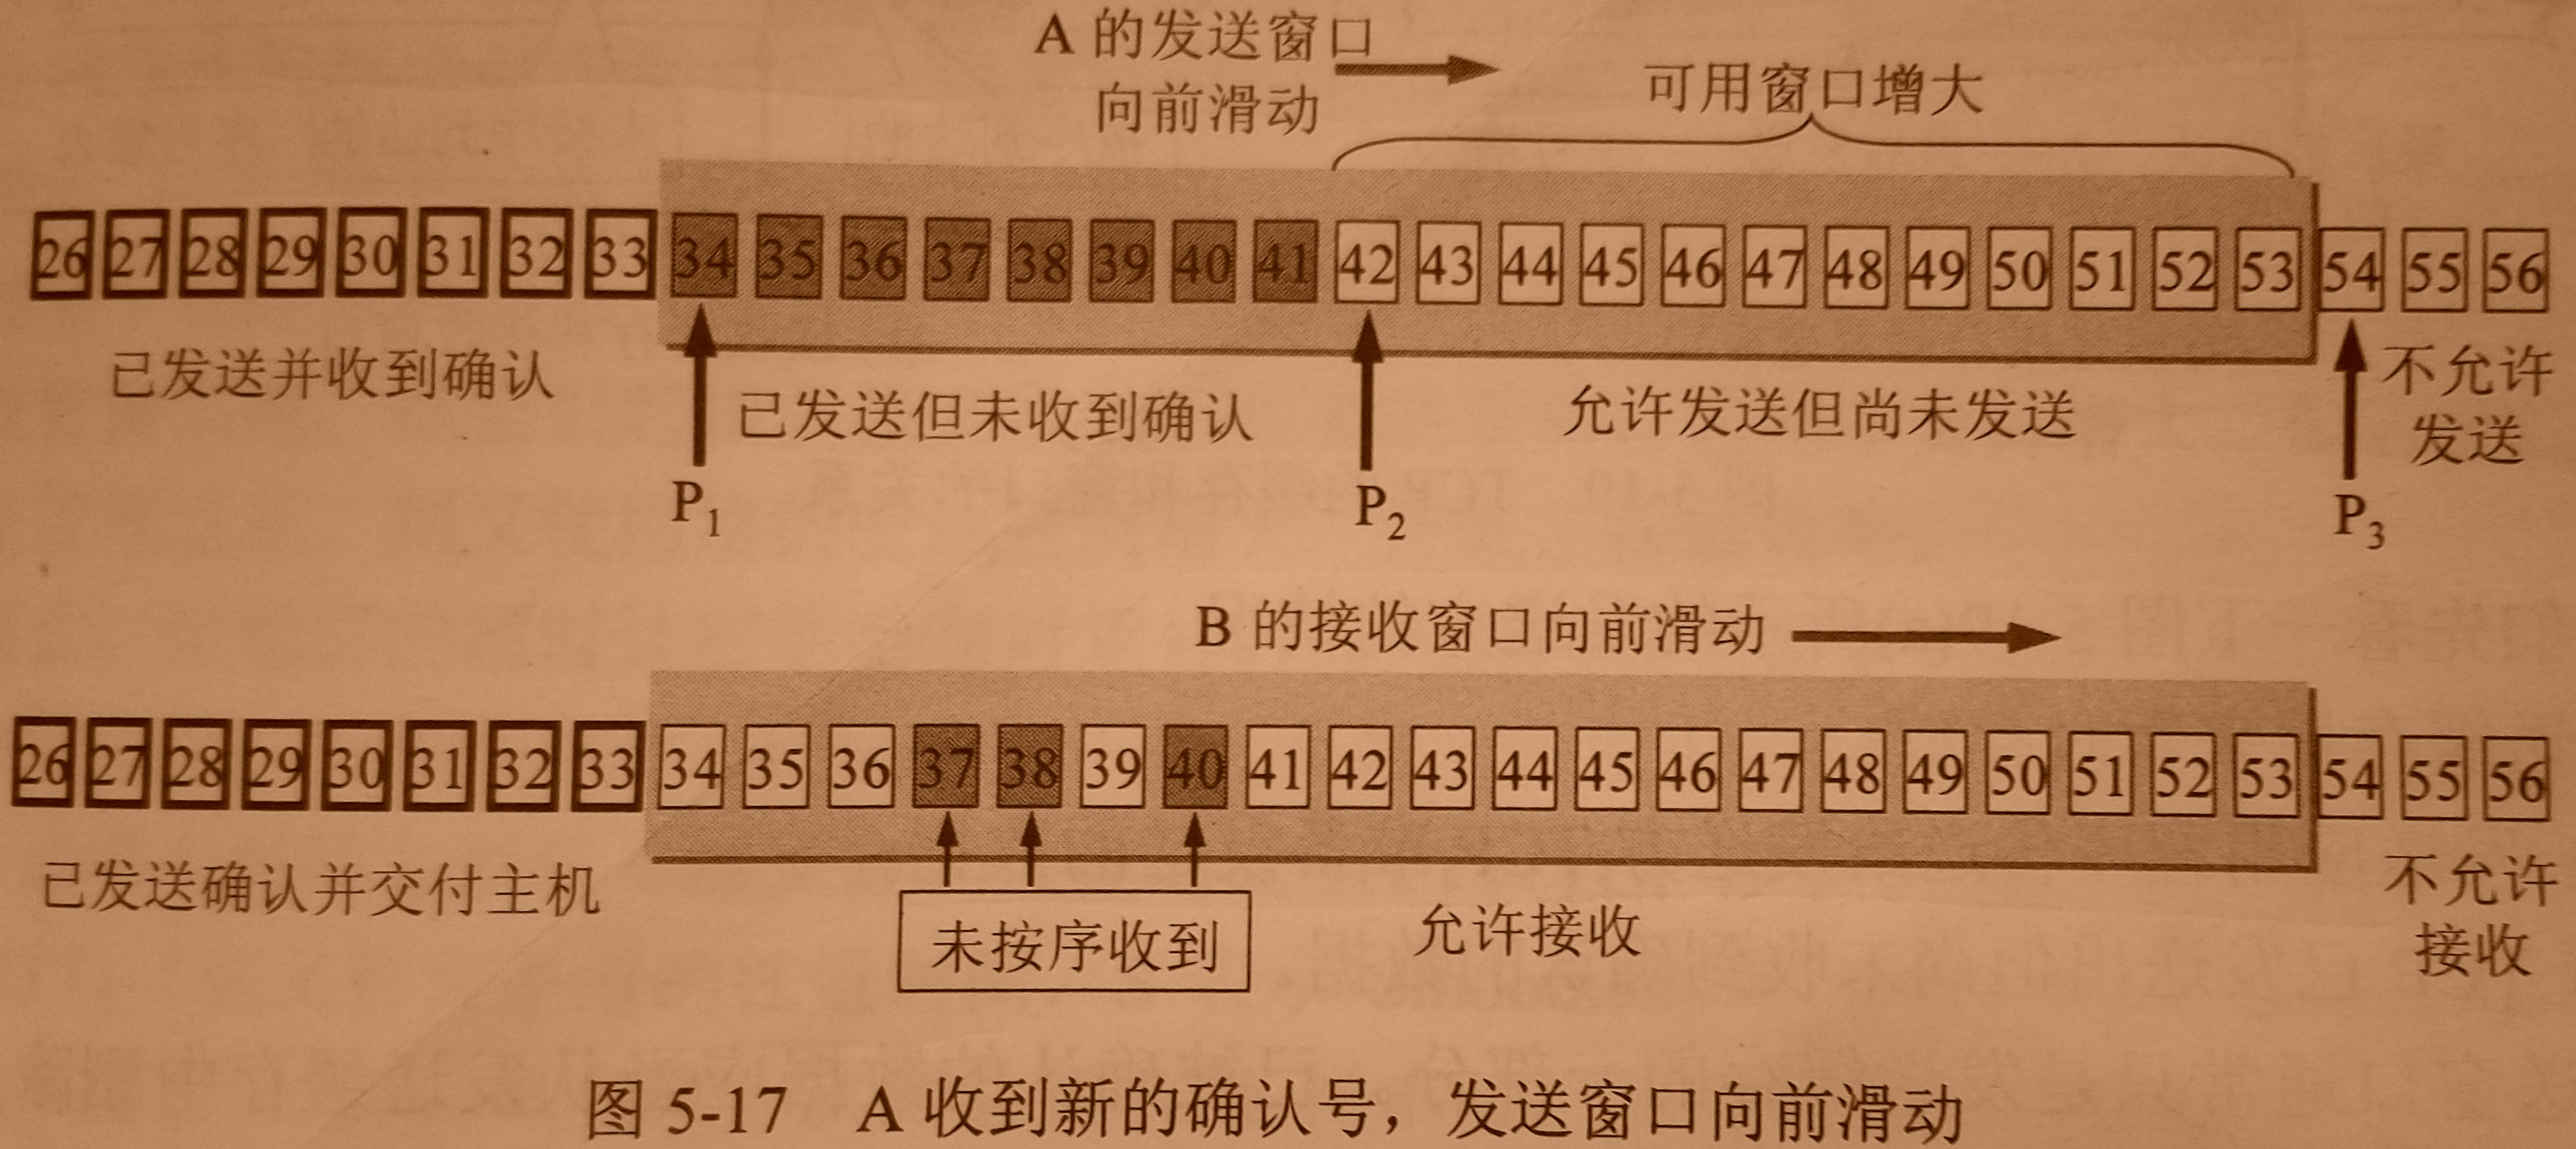 A 的发送窗口
向前滑动
可用窗口增大
26 27 28 29 30 31 32 33 34 35 36 37 38 39 40 41 42 43 44 45 46 47 48 49 50 51 52 53 54 55 56
已发送并收到确认
已发送但未收到确认
允许发送但尚未发送
不允许
发送
P₁
P₂
P₃
B 的接收窗口向前滑动
26 27 28 29 30 31 32 33 34 35 36 37 38 39 40 41 42 43 44 45 46 47 48 49 50 51 52 53 54 55 56
已发送确认并交付主机
未按序收到
允许接收
不允许
接收
图 5-17 A 收到新的确认号，发送窗口向前滑动